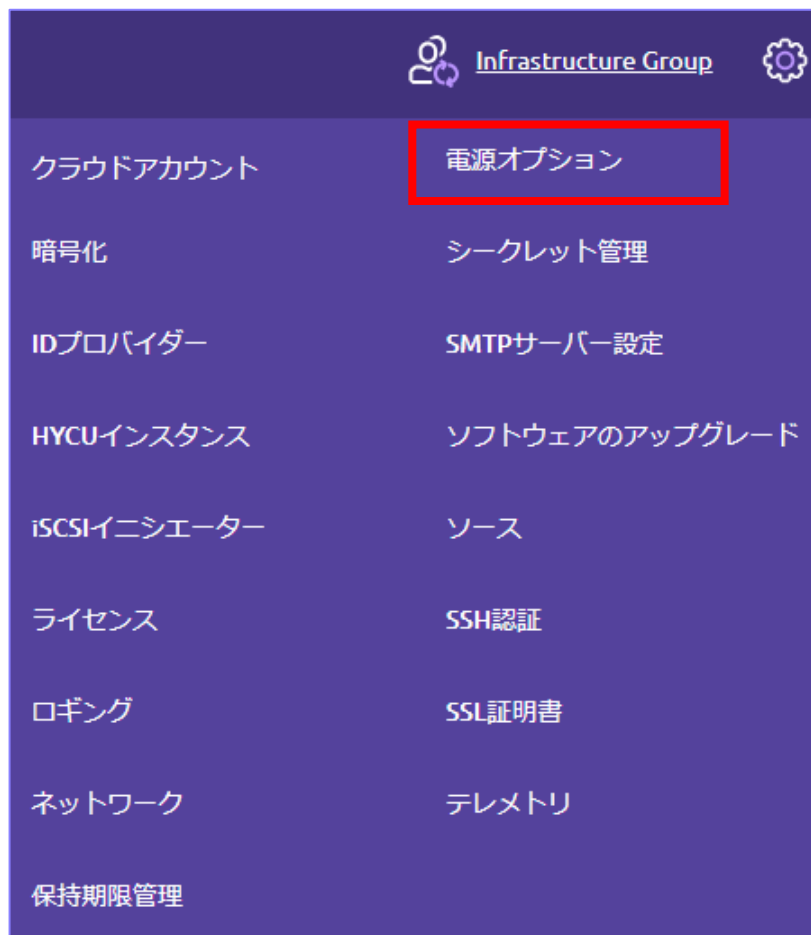 Infrastructure Group
クラウドアカウント
暗号化
IDプロバイダー
HYCUインスタンス
iSCSIイニシエーター
ライセンス
ロギング
ネットワーク
保持期限管理
電源オプション
シークレット管理
SMTPサーバー設定
ソフトウェアのアップグレード
ソース
SSH認証
SSL証明書
テレメトリ